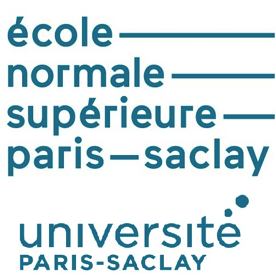 école
normale
supérieure
paris–saclay
université
PARIS-SACLAY